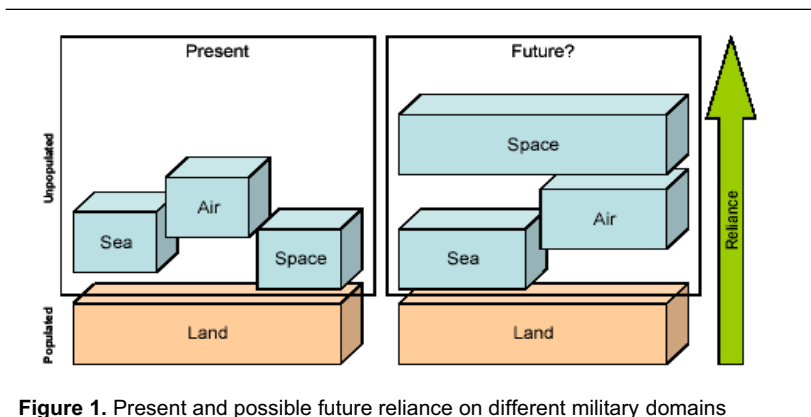 Present
Future?
Unpopulated
Populated
Sea
Air
Space
Land
Space
Air
Sea
Land
Reliance
Figure 1. Present and possible future reliance on different military domains